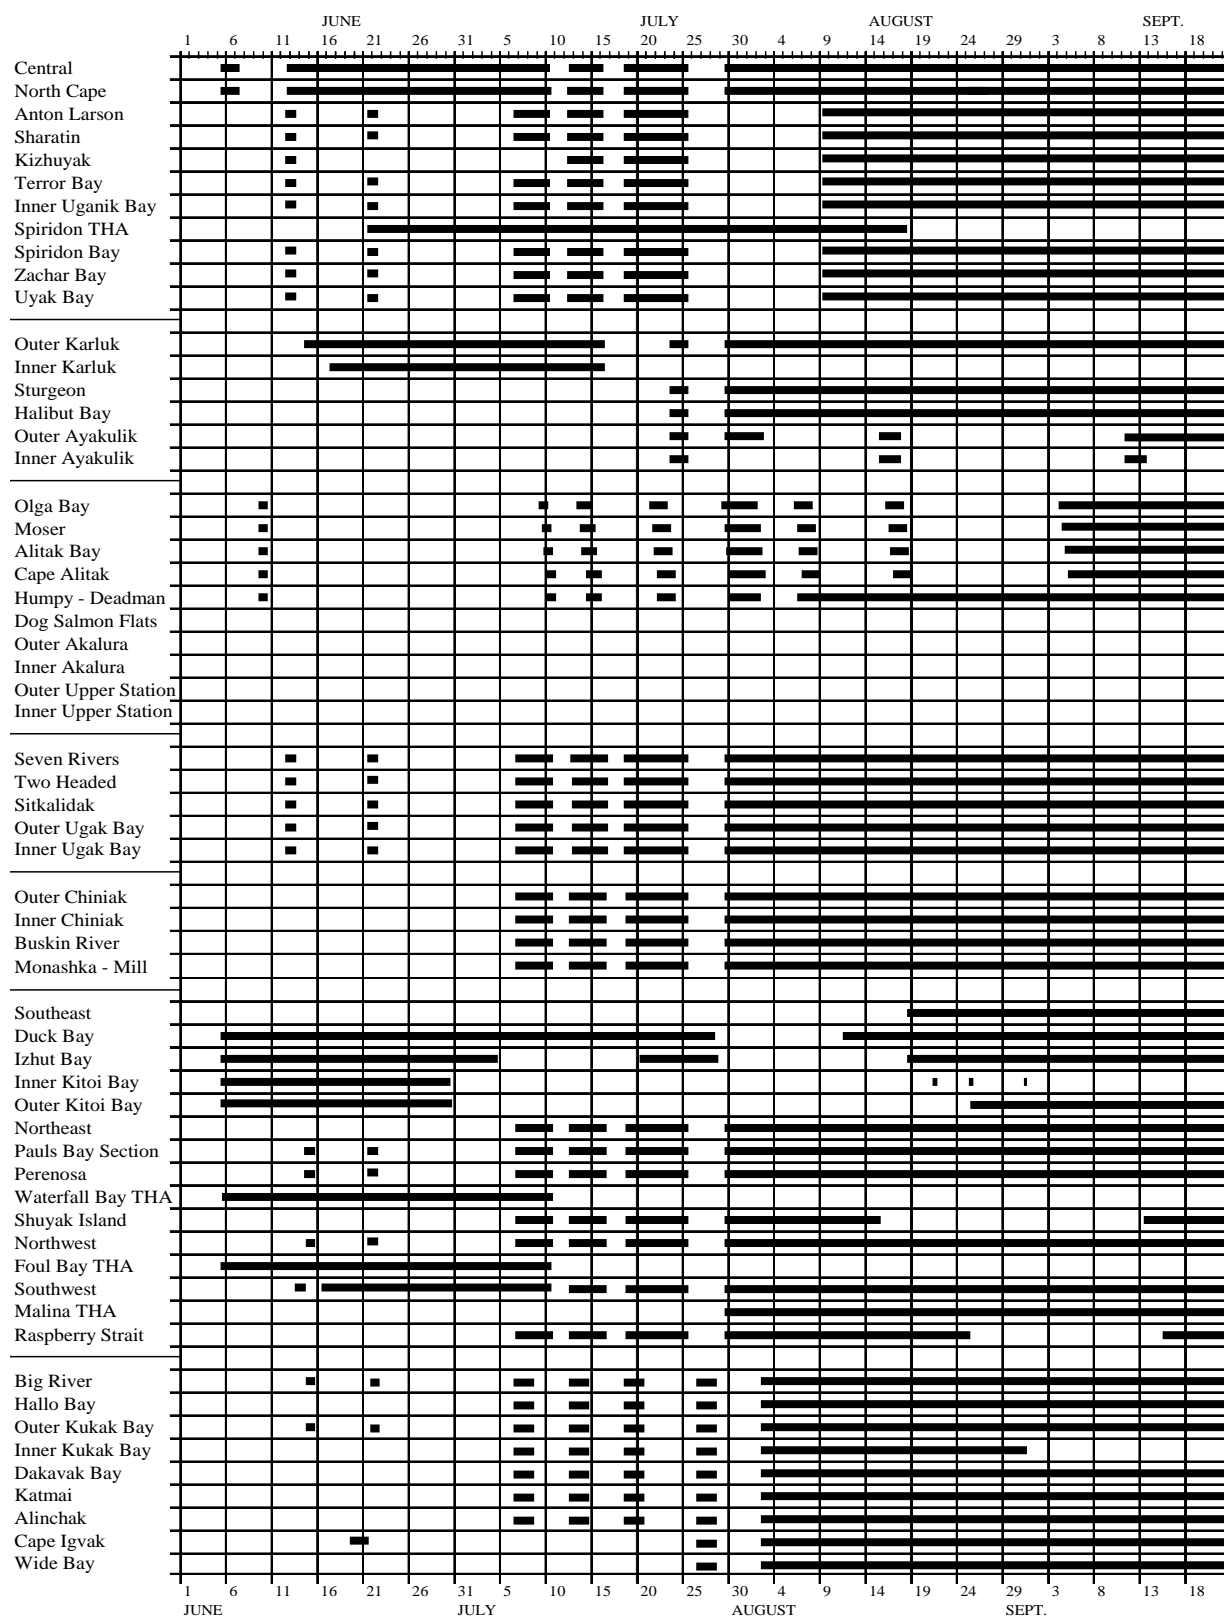 JUNE JULY AUGUST SEPT.
1 6 11 16 21 26 31 5 10 15 20 25 30 4 9 14 19 24 29 3 8 13 18
Central
North Cape
Anton Larson
Sharatin
Kizhuyak
Terror Bay
Inner Uganik Bay
Spiridon THA
Spiridon Bay
Zachar Bay
Uyak Bay
Outer Karluk
Inner Karluk
Sturgeon
Halibut Bay
Outer Ayakulik
Inner Ayakulik
Olga Bay
Moser
Alitak Bay
Cape Alitak
Humpy - Deadman
Dog Salmon Flats
Outer Akalura
Inner Akalura
Outer Upper Station
Inner Upper Station
Seven Rivers
Two Headed
Sitkalidak
Outer Ugak Bay
Inner Ugak Bay
Outer Chiniak
Inner Chiniak
Buskin River
Monashka - Mill
Southeast
Duck Bay
Izhut Bay
Inner Kitoi Bay
Outer Kitoi Bay
Northeast
Pauls Bay Section
Perenosa
Waterfall Bay THA
Shuyak Island
Northwest
Foul Bay THA
Southwest
Malina THA
Raspberry Strait
Big River
Hallo Bay
Outer Kukak Bay
Inner Kukak Bay
Dakavak Bay
Katmai
Alinchak
Cape Igvak
Wide Bay
1 6 11 16 21 26 31 5 10 15 20 25 30 4 9 14 19 24 29 3 8 13 18
JUNE JULY AUGUST SEPT.